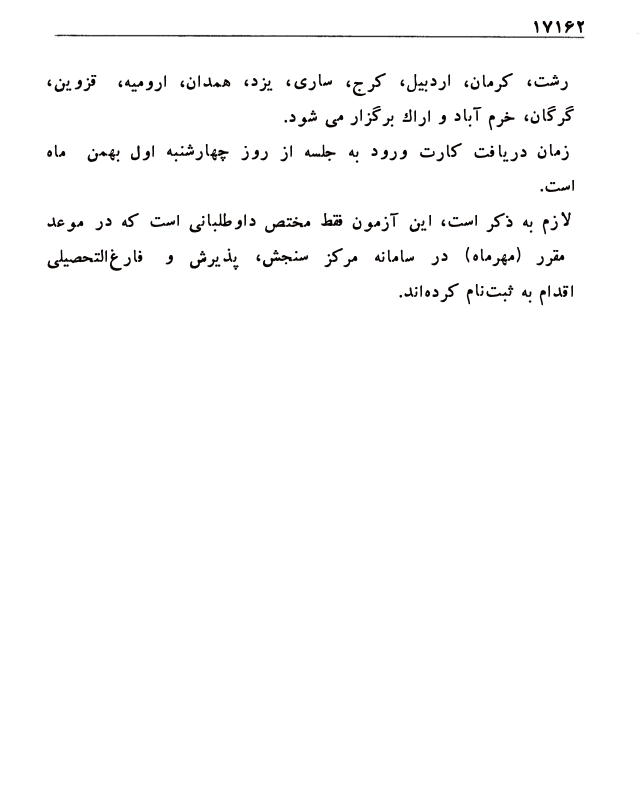 ۱۷۱۶۲
رشت، کرمان، اردبیل، کرج، ساری، یزد، همدان، ارومیه، قزوین،
گرگان، خرم آباد و اراك برگزار می شود.
زمان دریافت کارت ورود به جلسه از روز چهارشنبه اول بهمن ماه
است.
لازم به ذکر است، این آزمون فقط مختص داوطلبانی است که در موعد
مقرر (مهرماه) در سامانه مرکز سنجش، پذیرش و فارغ‌التحصیلی
اقدام به ثبت‌نام کرده‌اند.